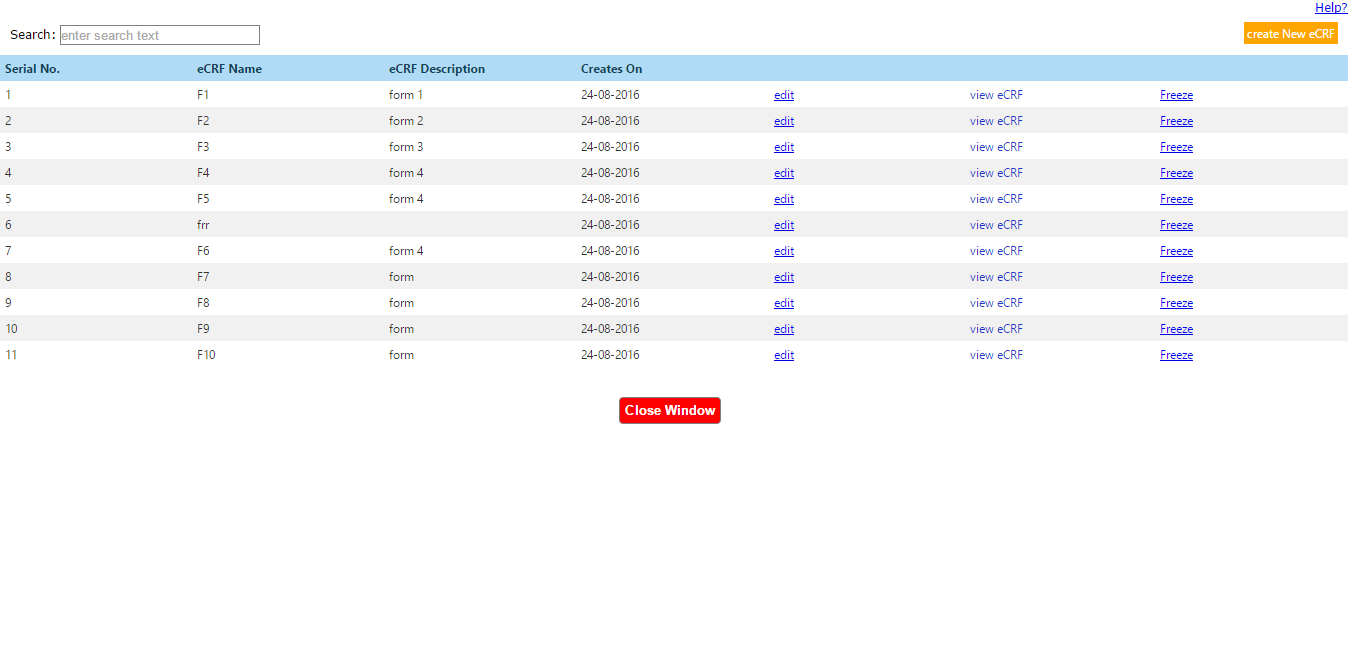 Help?
Search: enter search text create New eCRF
Serial No. eCRF Name eCRF Description Creates On
1 F1 form 1 24-08-2016 edit view eCRF Freeze
2 F2 form 2 24-08-2016 edit view eCRF Freeze
3 F3 form 3 24-08-2016 edit view eCRF Freeze
4 F4 form 4 24-08-2016 edit view eCRF Freeze
5 F5 form 4 24-08-2016 edit view eCRF Freeze
6 frr 24-08-2016 edit view eCRF Freeze
7 F6 form 4 24-08-2016 edit view eCRF Freeze
8 F7 form 24-08-2016 edit view eCRF Freeze
9 F8 form 24-08-2016 edit view eCRF Freeze
10 F9 form 24-08-2016 edit view eCRF Freeze
11 F10 form 24-08-2016 edit view eCRF Freeze
Close Window